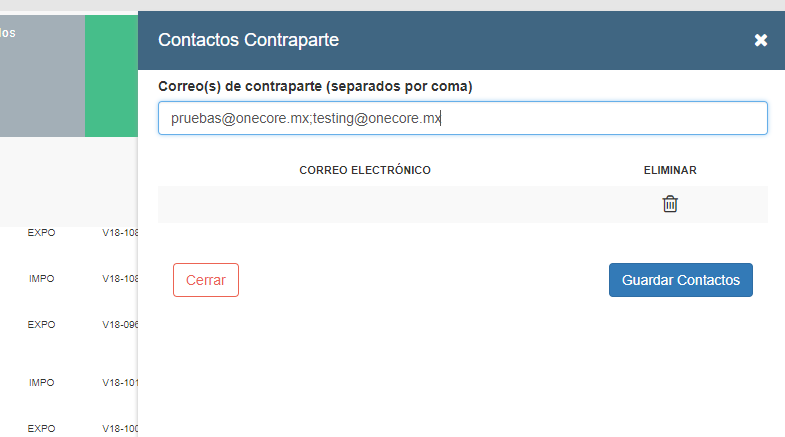 Contactos Contraparte
Correo(s) de contraparte (separados por coma)
pruebas@onecore.mx;testing@onecore.mx
CORREO ELECTRÓNICO ELIMINAR
Cerrar Guardar Contactos
EXPO V18-108
IMPO V18-108
EXPO V18-096
IMPO V18-101
EXPO V18-100